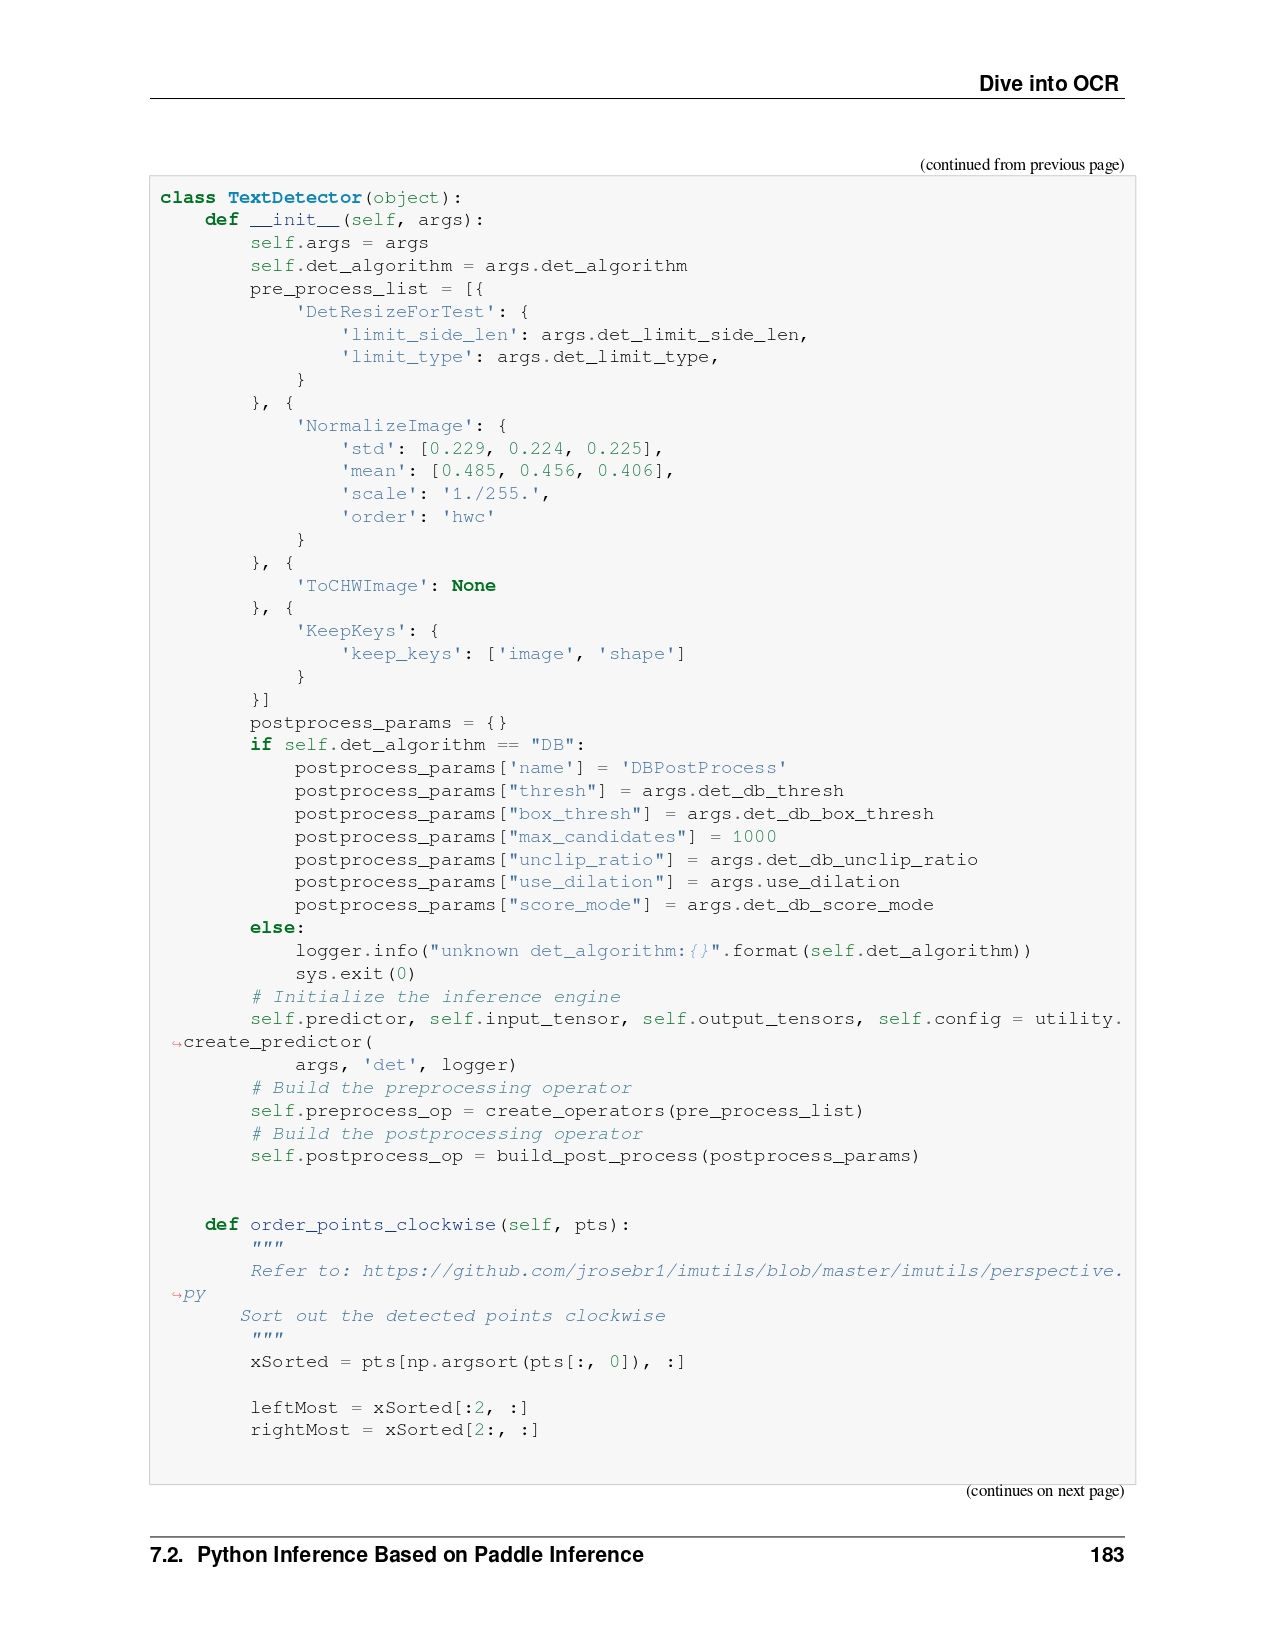 Dive into OCR
(continued from previous page)
class TextDetector(object):
    def __init__(self, args):
        self.args = args
        self.det_algorithm = args.det_algorithm
        pre_process_list = [{
            'DetResizeForTest': {
                'limit_side_len': args.det_limit_side_len,
                'limit_type': args.det_limit_type,
            }
        }, {
            'NormalizeImage': {
                'std': [0.229, 0.224, 0.225],
                'mean': [0.485, 0.456, 0.406],
                'scale': '1./255.',
                'order': 'hwc'
            }
        }, {
            'ToCHWImage': None
        }, {
            'KeepKeys': {
                'keep_keys': ['image', 'shape']
            }
        }]
        postprocess_params = {}
        if self.det_algorithm == "DB":
            postprocess_params['name'] = 'DBPostProcess'
            postprocess_params["thresh"] = args.det_db_thresh
            postprocess_params["box_thresh"] = args.det_db_box_thresh
            postprocess_params["max_candidates"] = 1000
            postprocess_params["unclip_ratio"] = args.det_db_unclip_ratio
            postprocess_params["use_dilation"] = args.use_dilation
            postprocess_params["score_mode"] = args.det_db_score_mode
        else:
            logger.info("unknown det_algorithm:{}".format(self.det_algorithm))
            sys.exit(0)
        # Initialize the inference engine
        self.predictor, self.input_tensor, self.output_tensors, self.config = utility.
↪create_predictor(
            args, 'det', logger)
        # Build the preprocessing operator
        self.preprocess_op = create_operators(pre_process_list)
        # Build the postprocessing operator
        self.postprocess_op = build_post_process(postprocess_params)
    def order_points_clockwise(self, pts):
        """
        Refer to: https://github.com/jrosebr1/imutils/blob/master/imutils/perspective.
↪py
       Sort out the detected points clockwise
        """
        xSorted = pts[np.argsort(pts[:, 0]), :]
        leftMost = xSorted[:2, :]
        rightMost = xSorted[2:, :]
(continues on next page)
7.2. Python Inference Based on Paddle Inference 183